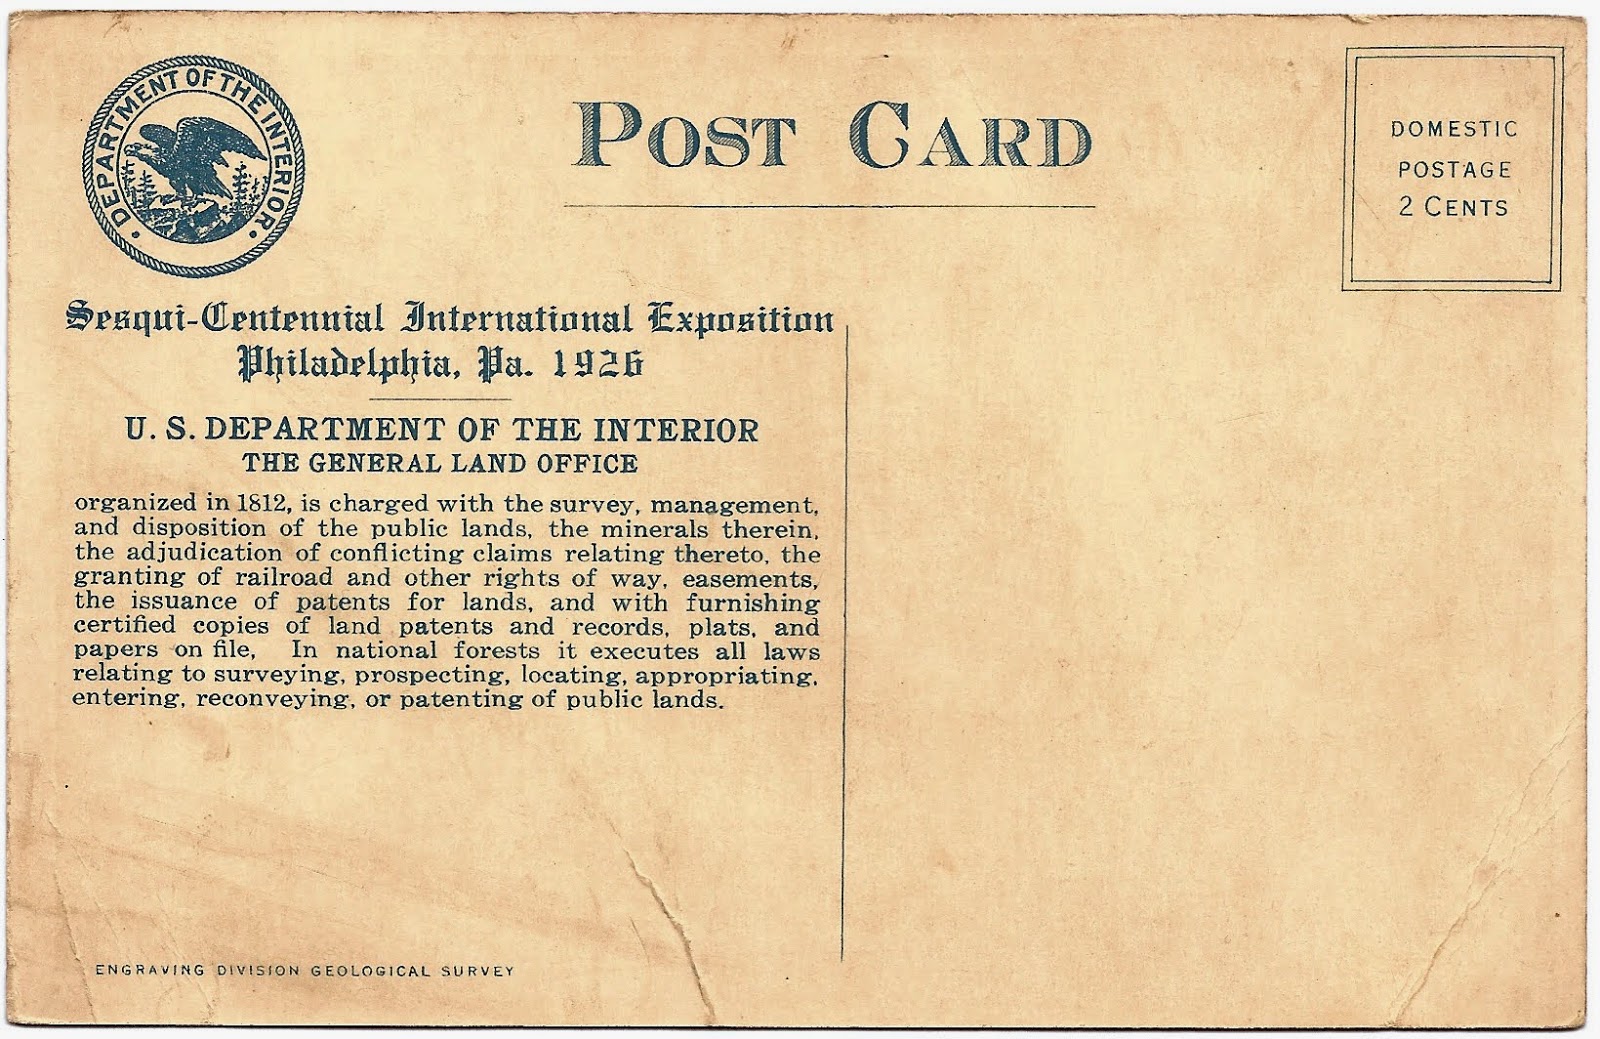 DEPARTMENT OF THE INTERIOR
POST CARD
DOMESTIC
POSTAGE
2 CENTS
Sesqui-Centennial International Exposition
Philadelphia, Pa. 1926
U. S. DEPARTMENT OF THE INTERIOR
THE GENERAL LAND OFFICE
organized in 1812, is charged with the survey, management,
and disposition of the public lands, the minerals therein,
the adjudication of conflicting claims relating thereto, the
granting of railroad and other rights of way, easements,
the issuance of patents for lands, and with furnishing
certified copies of land patents and records, plats, and
papers on file, In national forests it executes all laws
relating to surveying, prospecting, locating, appropriating,
entering, reconveying, or patenting of public lands.
ENGRAVING DIVISION GEOLOGICAL SURVEY